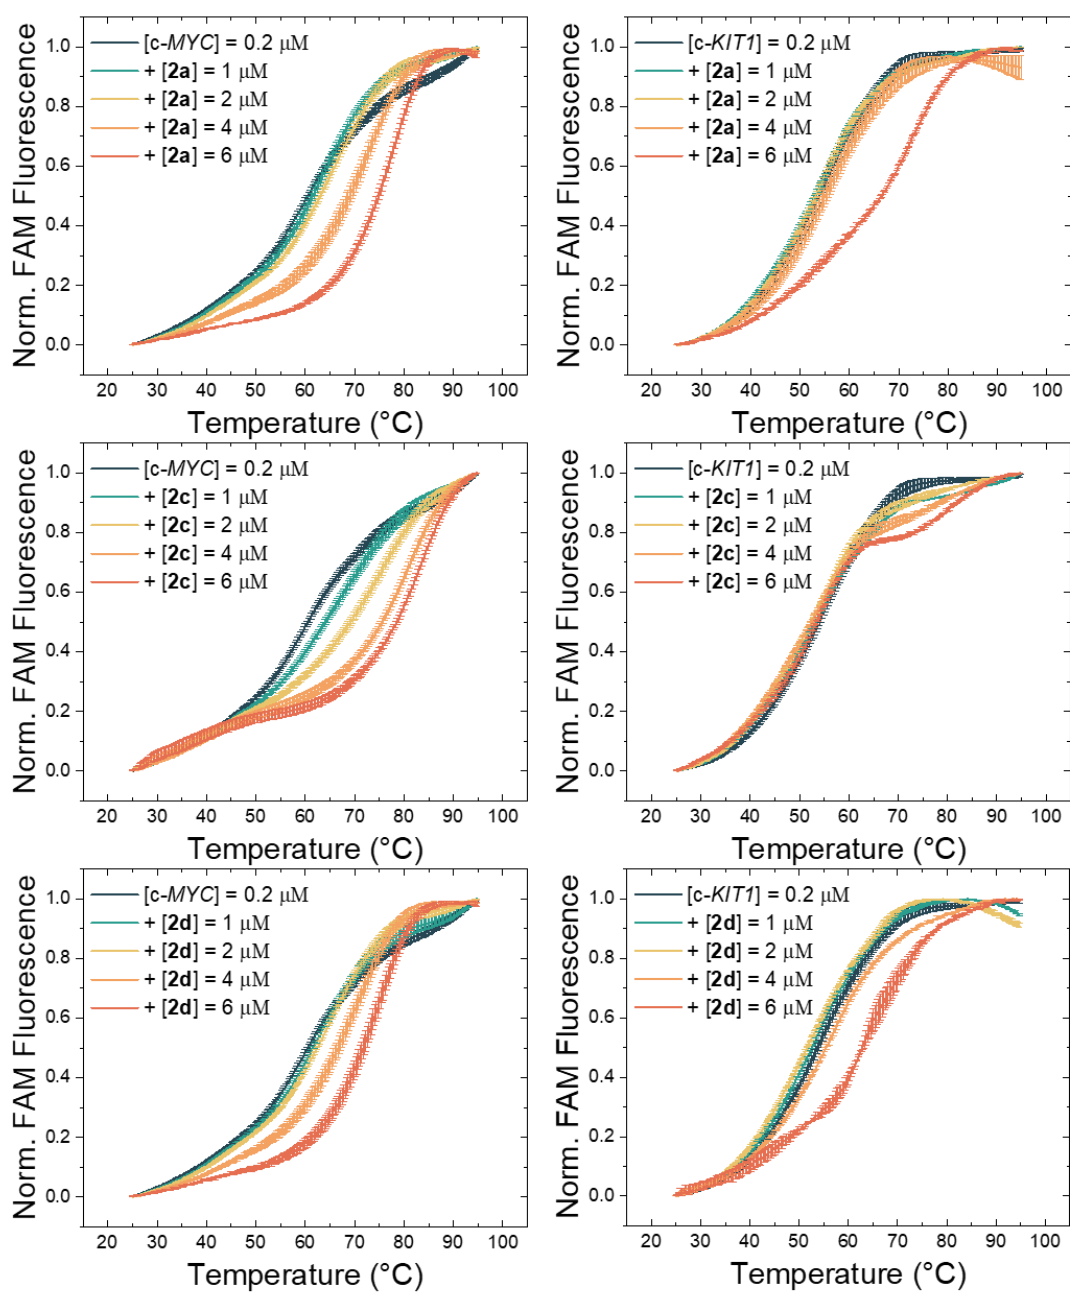 [c-MYC] = 0.2 μM
+ [2a] = 1 μM
+ [2a] = 2 μM
+ [2a] = 4 μM
+ [2a] = 6 μM
Norm. FAM Fluorescence
1.0
0.8
0.6
0.4
0.2
0.0
20 30 40 50 60 70 80 90 100
Temperature (°C)
[c-KIT1] = 0.2 μM
+ [2a] = 1 μM
+ [2a] = 2 μM
+ [2a] = 4 μM
+ [2a] = 6 μM
Norm. FAM Fluorescence
1.0
0.8
0.6
0.4
0.2
0.0
20 30 40 50 60 70 80 90 100
Temperature (°C)
[c-MYC] = 0.2 μM
+ [2c] = 1 μM
+ [2c] = 2 μM
+ [2c] = 4 μM
+ [2c] = 6 μM
Norm. FAM Fluorescence
1.0
0.8
0.6
0.4
0.2
0.0
20 30 40 50 60 70 80 90 100
Temperature (°C)
[c-KIT1] = 0.2 μM
+ [2c] = 1 μM
+ [2c] = 2 μM
+ [2c] = 4 μM
+ [2c] = 6 μM
Norm. FAM Fluorescence
1.0
0.8
0.6
0.4
0.2
0.0
20 30 40 50 60 70 80 90 100
Temperature (°C)
[c-MYC] = 0.2 μM
+ [2d] = 1 μM
+ [2d] = 2 μM
+ [2d] = 4 μM
+ [2d] = 6 μM
Norm. FAM Fluorescence
1.0
0.8
0.6
0.4
0.2
0.0
20 30 40 50 60 70 80 90 100
Temperature (°C)
[c-KIT1] = 0.2 μM
+ [2d] = 1 μM
+ [2d] = 2 μM
+ [2d] = 4 μM
+ [2d] = 6 μM
Norm. FAM Fluorescence
1.0
0.8
0.6
0.4
0.2
0.0
20 30 40 50 60 70 80 90 100
Temperature (°C)